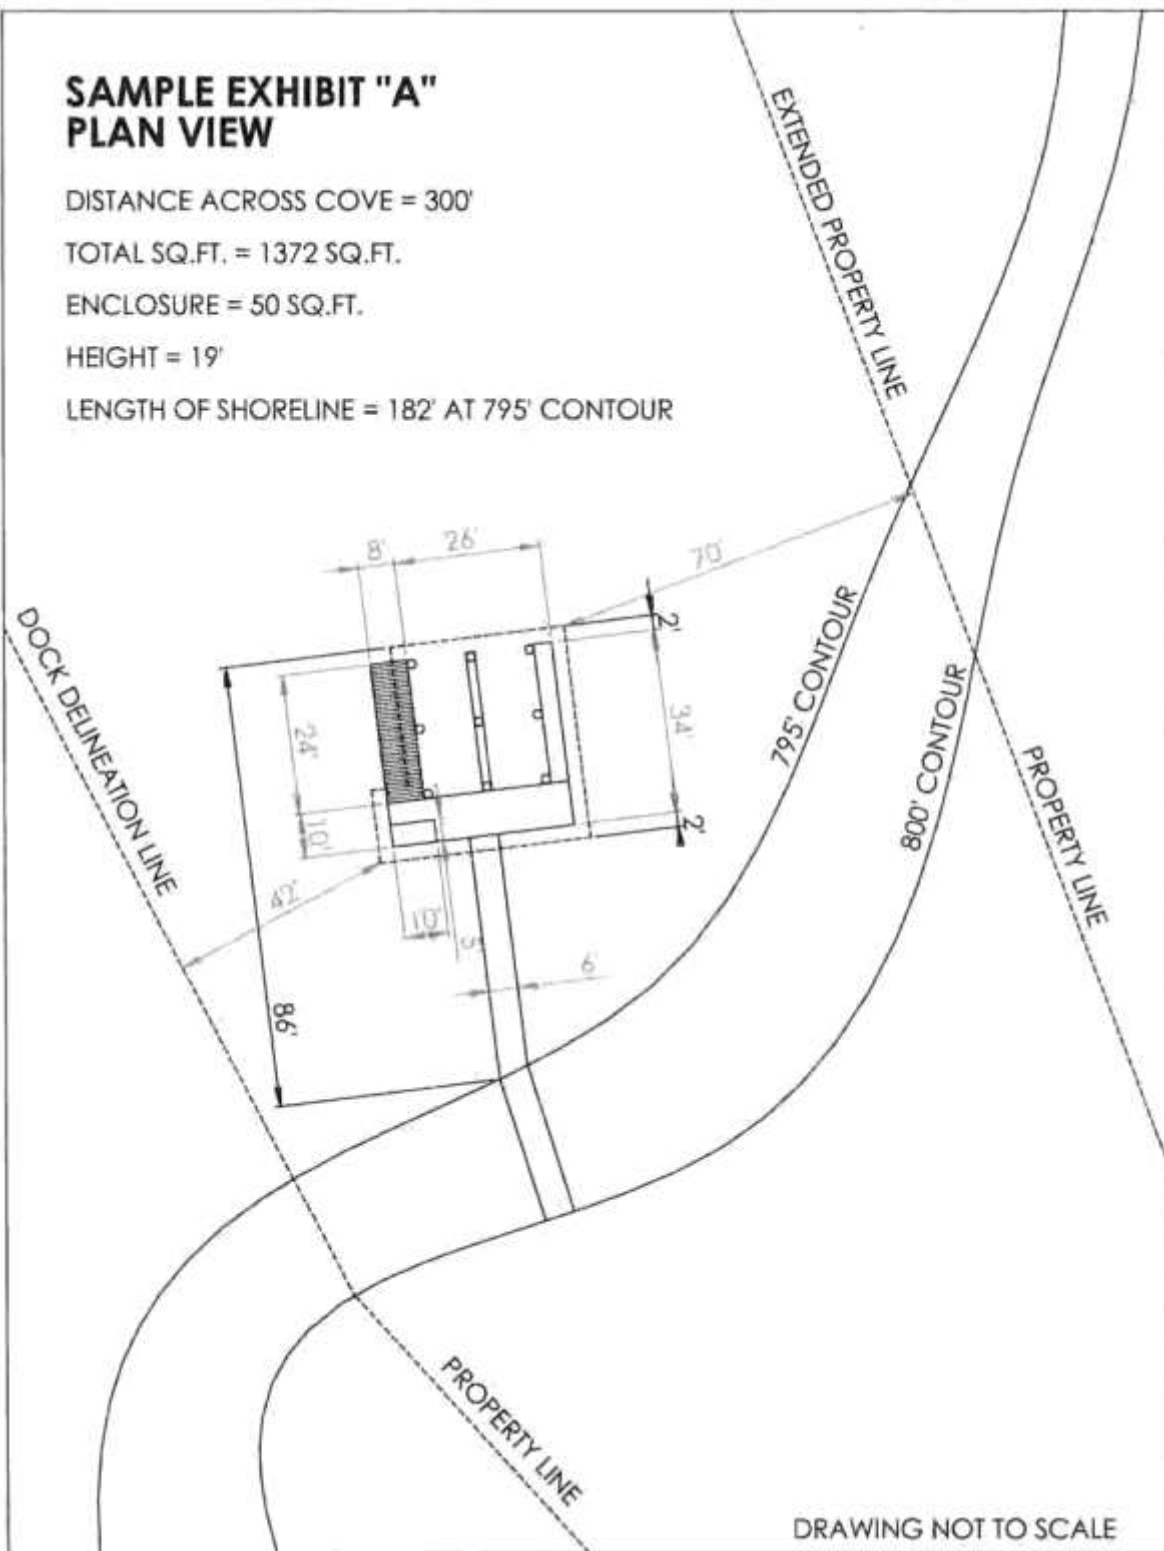 SAMPLE EXHIBIT "A"
PLAN VIEW
DISTANCE ACROSS COVE = 300'
TOTAL SQ.FT. = 1372 SQ.FT.
ENCLOSURE = 50 SQ.FT.
HEIGHT = 19'
LENGTH OF SHORELINE = 182' AT 795' CONTOUR
EXTENDED PROPERTY LINE
8'
26'
70'
2'
DOCK DELINEATION LINE
795' CONTOUR
800' CONTOUR
24'
34'
PROPERTY LINE
10'
2'
42'
10'
5'
6'
86'
PROPERTY LINE
DRAWING NOT TO SCALE